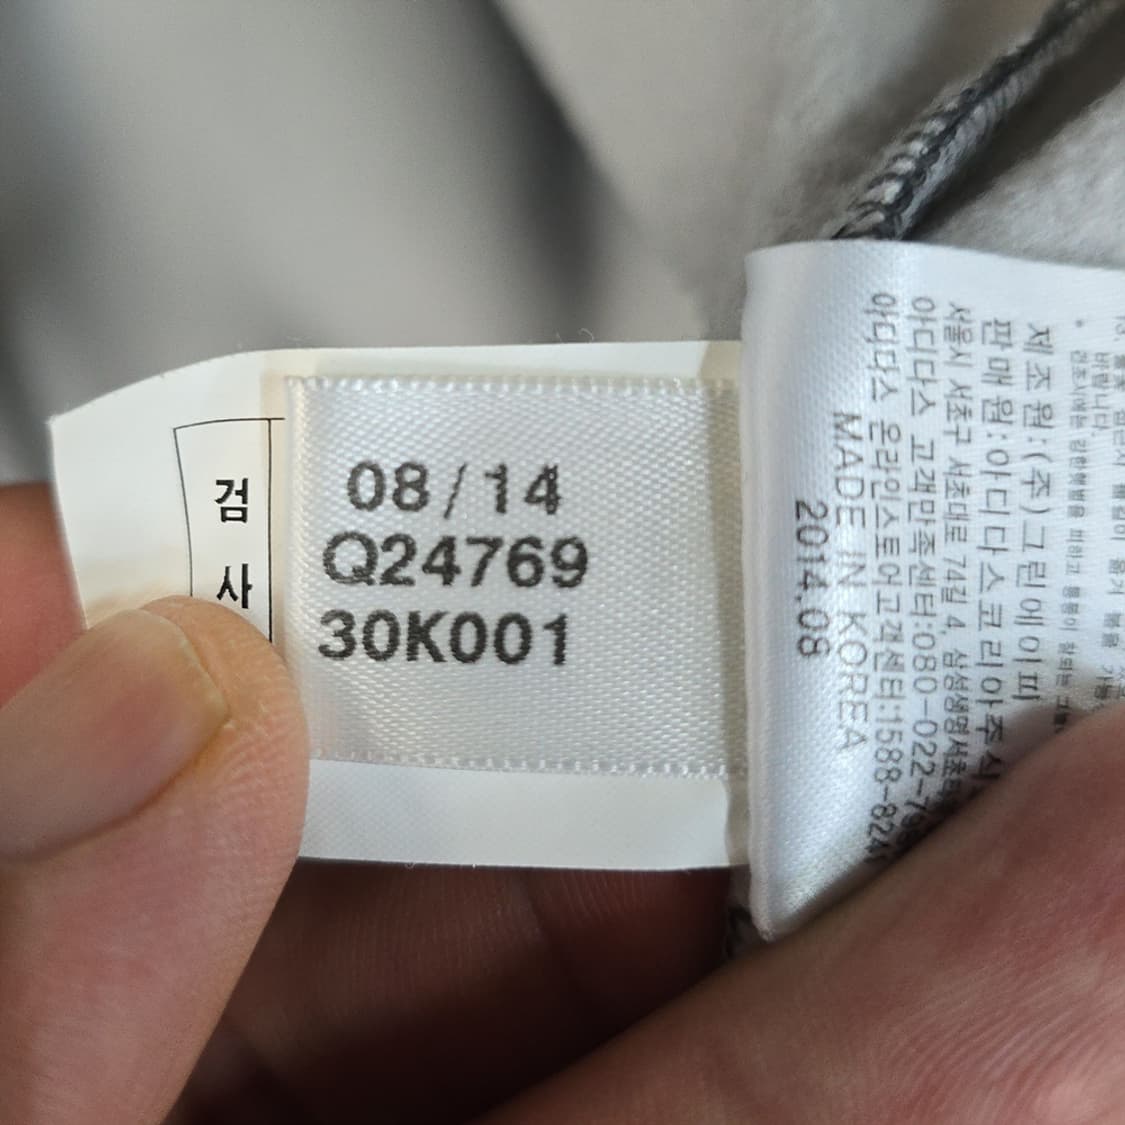 검
사
08/14
Q24769
30K001
제조원:(주)그린에이피
판매원:아디다스코리아주식
서울시 서초구 서초대로 74길 4, 삼성생명서초
아디다스 고객만족센터:080-022-79
아디다스 온라인스토어고객센터:1588-824
MADE IN KOREA
2014.08